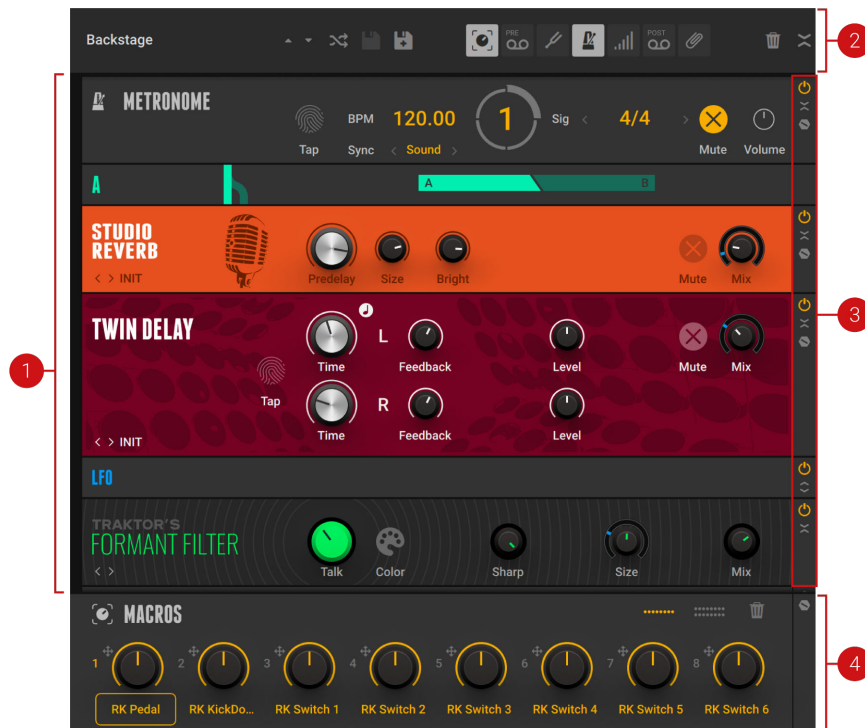 Backstage
PRE
POST
2
METRONOME
BPM 120.00 1 Sig < 4/4 >
Tap Sync < Sound > Mute Volume
A A B
STUDIO
REVERB
< > INIT Predelay Size Bright Mute Mix
3
TWIN DELAY
L
Time Feedback Level Mute Mix
1
Tap
R
Time Feedback Level
< > INIT
LFO
TRAKTOR'S
FORMANT FILTER
< > Talk Color Sharp Size Mix
MACROS
1 2 3 4 5 6 7 8
4
RK Pedal RK KickDo... RK Switch 1 RK Switch 2 RK Switch 3 RK Switch 4 RK Switch 5 RK Switch 6